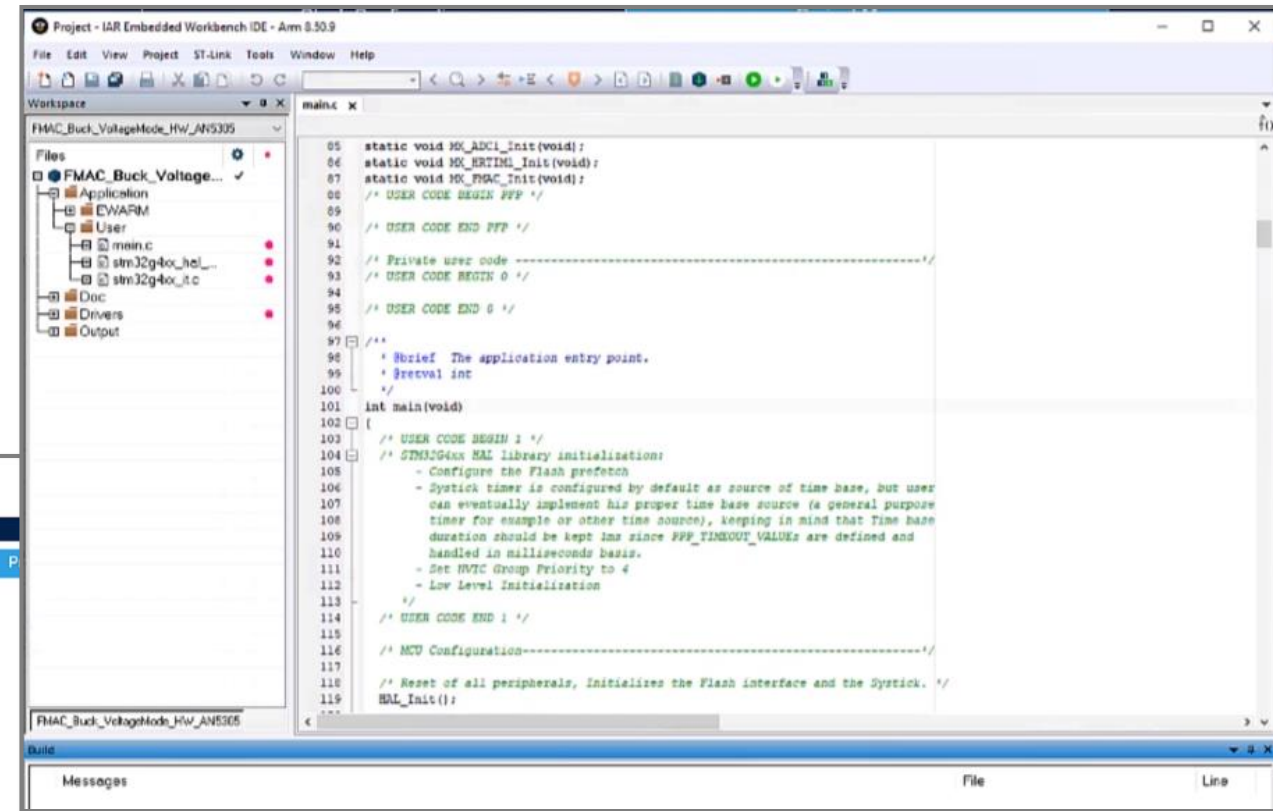 Project - IAR Embedded Workbench IDE - Arm 8.50.9
File Edit View Project ST-Link Tools Window Help
Workspace
main.c
FMAC_Buck_VoltageMode_HW_AN5305
Files
FMAC_Buck_Voltage...
Application
EWARM
User
main.c
stm32g4xx_hal_...
stm32g4xx_it.c
Doc
Drivers
Output
85 static void MX_ADC1_Init(void);
86 static void MX_HRTIM1_Init(void);
87 static void MX_FMAC_Init(void);
88 /* USER CODE BEGIN PFP */
89
90 /* USER CODE END PFP */
91
92 /* Private user code ---------------------------------------------------------*/
93 /* USER CODE BEGIN 0 */
94
95 /* USER CODE END 0 */
96
97 /**
98 * @brief The application entry point.
99 * @retval int
100 */
101 int main(void)
102 {
103 /* USER CODE BEGIN 1 */
104 /* STM32G4xx HAL library initialization:
105 - Configure the Flash prefetch
106 - Systick timer is configured by default as source of time base, but user
107 can eventually implement his proper time base source (a general purpose
108 timer for example or other time source), keeping in mind that Time base
109 duration should be kept 1ms since PPP_TIMEOUT_VALUEs are defined and
110 handled in milliseconds basis.
111 - Set NVIC Group Priority to 4
112 - Low Level Initialization
113 */
114 /* USER CODE END 1 */
115
116 /* MCU Configuration--------------------------------------------------------*/
117
118 /* Reset of all peripherals, Initializes the Flash interface and the Systick. */
119 HAL_Init();
FMAC_Buck_VoltageMode_HW_AN5305
Build
Messages File Line